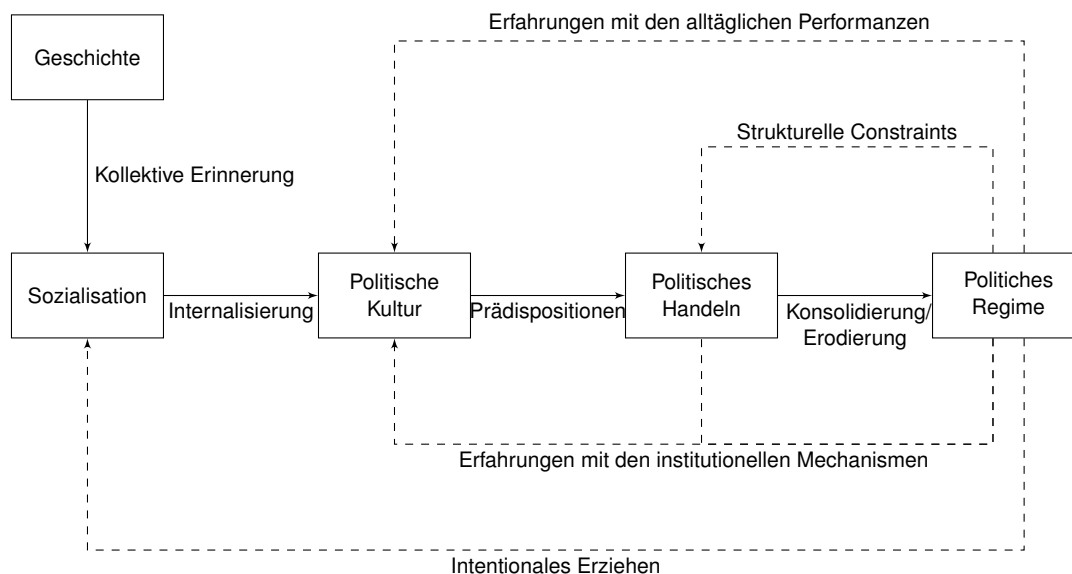 Erfahrungen mit den alltäglichen Performanzen
Geschichte
Strukturelle Constraints
Kollektive Erinnerung
Sozialisation
Internalisierung
Politische
Kultur
Prädispositionen
Politisches
Handeln
Konsolidierung/
Erodierung
Politiches
Regime
Erfahrungen mit den institutionellen Mechanismen
Intentionales Erziehen